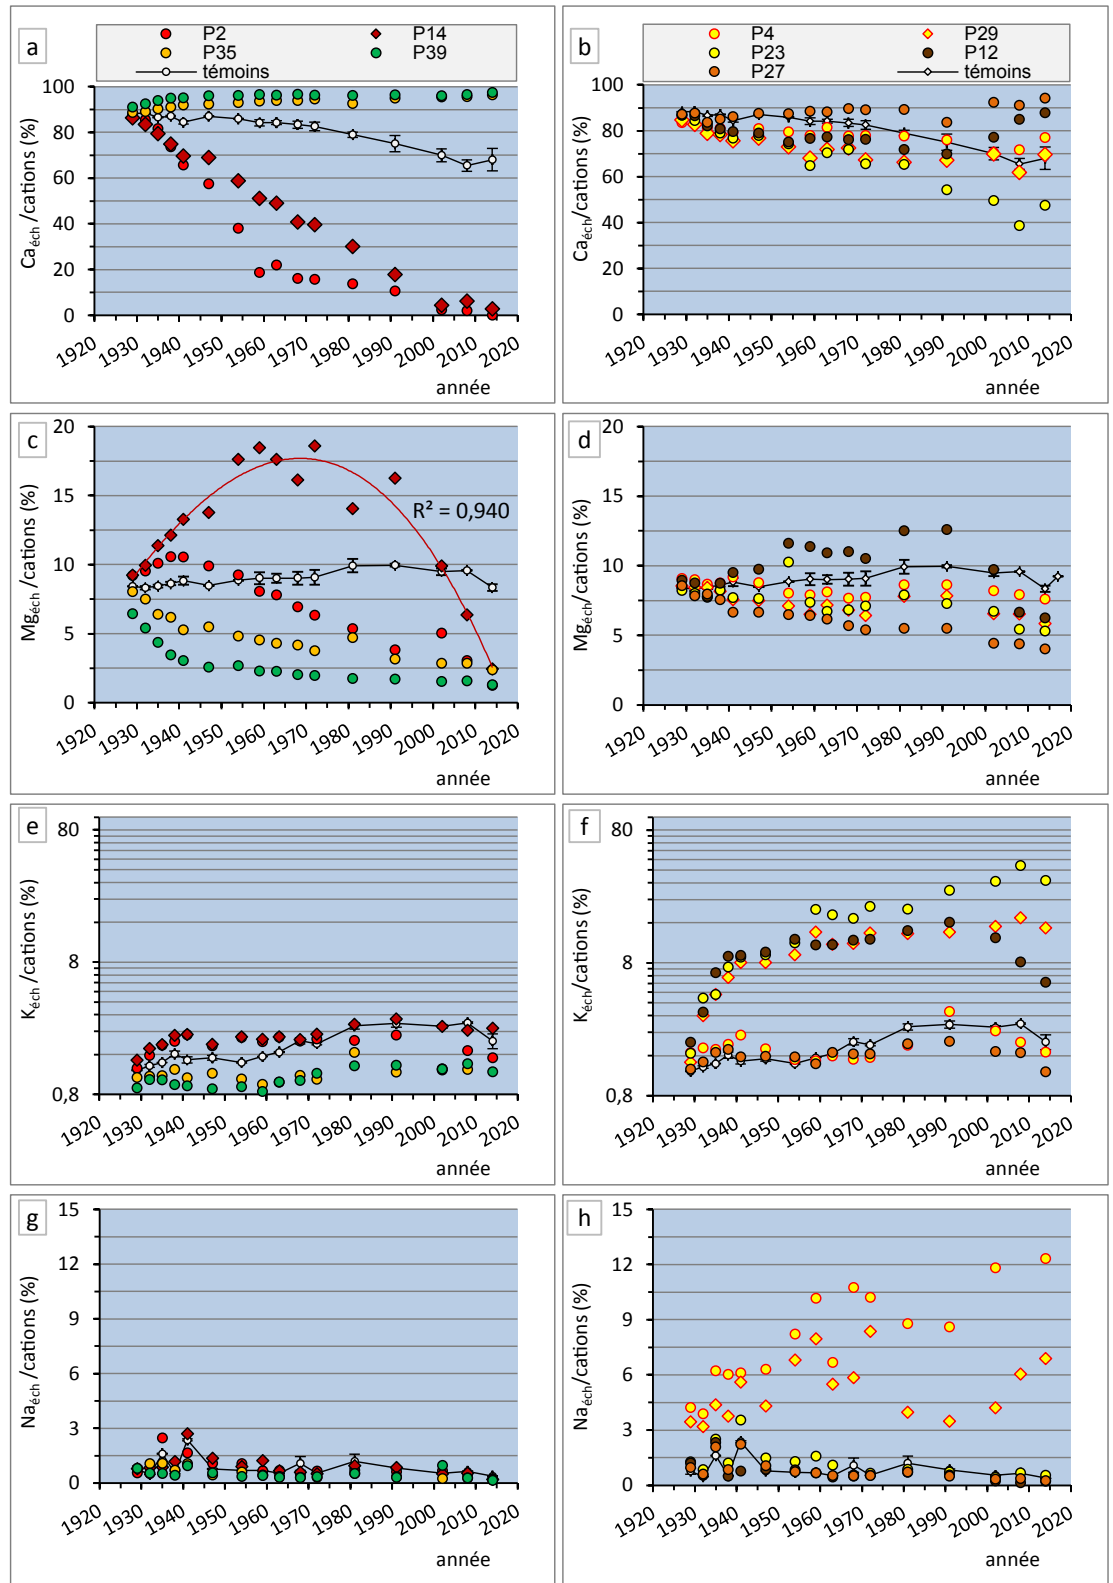 a
P2 P14
P35 P39
témoins
100
80
60
40
20
0
Caéch /cations (%)
1920 1930 1940 1950 1960 1970 1980 1990 2000 2010 2020
année
b
P4 P29
P23 P12
P27 témoins
100
80
60
40
20
0
Caéch/cations (%)
1920 1930 1940 1950 1960 1970 1980 1990 2000 2010 2020
année
c
20
15
10
5
0
Mgéch /cations (%)
R² = 0,940
1920 1930 1940 1950 1960 1970 1980 1990 2000 2010 2020
année
d
20
15
10
5
0
Mgéch/cations (%)
1920 1930 1940 1950 1960 1970 1980 1990 2000 2010 2020
année
e
80
8
0,8
Kéch /cations (%)
1920 1930 1940 1950 1960 1970 1980 1990 2000 2010 2020
année
f
80
8
0,8
Kéch/cations (%)
1920 1930 1940 1950 1960 1970 1980 1990 2000 2010 2020
année
g
15
12
9
6
3
0
Naéch /cations (%)
1920 1930 1940 1950 1960 1970 1980 1990 2000 2010 2020
année
h
15
12
9
6
3
0
Naéch/cations (%)
1920 1930 1940 1950 1960 1970 1980 1990 2000 2010 2020
année